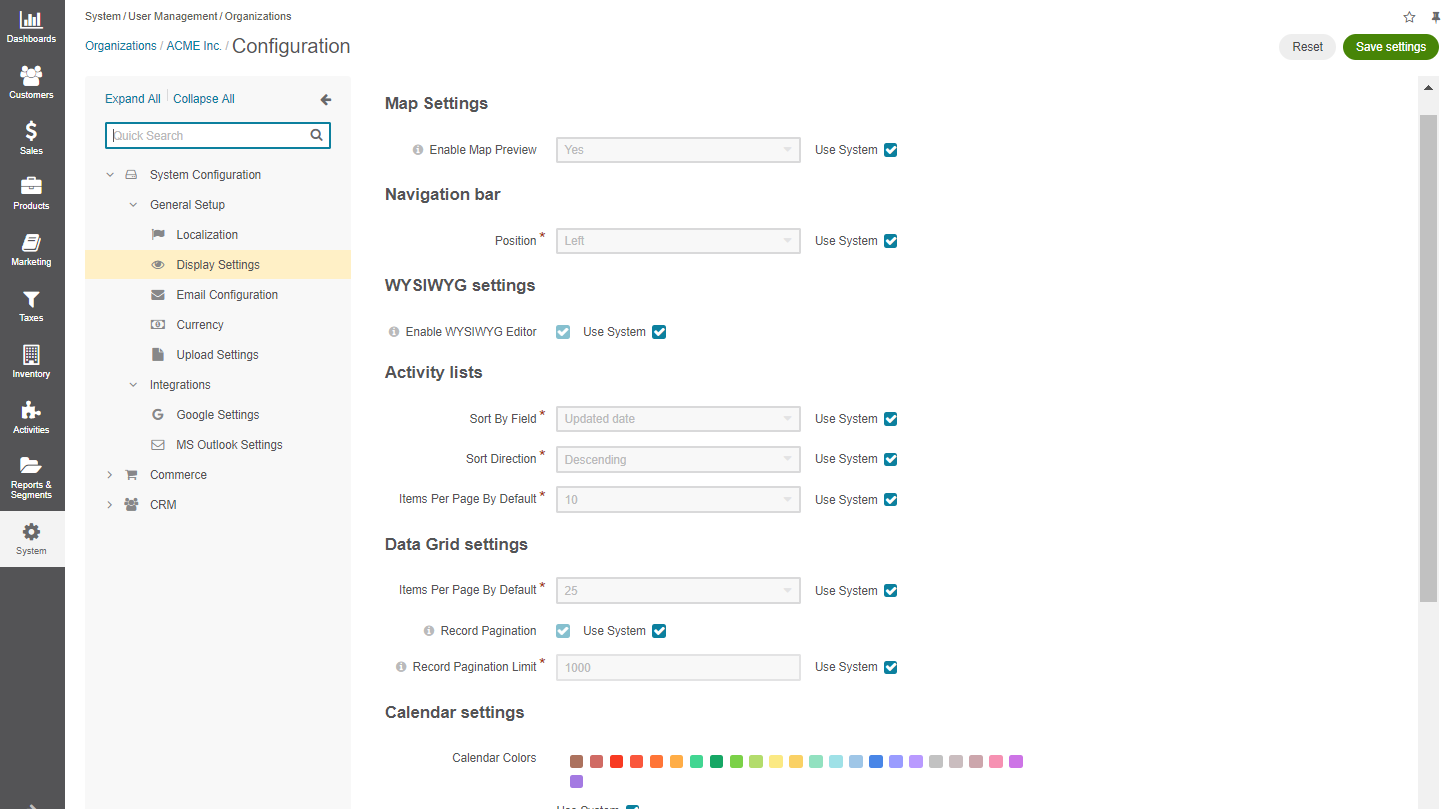 Dashboards
Customers
Sales
Products
Marketing
Taxes
Inventory
Activities
Reports &
Segments
System
System / User Management / Organizations
Organizations / ACME Inc. / Configuration
Reset
Save settings
Expand All
Collapse All
Quick Search
System Configuration
General Setup
Localization
Display Settings
Email Configuration
Currency
Upload Settings
Integrations
Google Settings
MS Outlook Settings
Commerce
CRM
Map Settings
Enable Map Preview Yes Use System
Navigation bar
Position * Left Use System
WYSIWYG settings
Enable WYSIWYG Editor Use System
Activity lists
Sort By Field * Updated date Use System
Sort Direction * Descending Use System
Items Per Page By Default * 10 Use System
Data Grid settings
Items Per Page By Default * 25 Use System
Record Pagination Use System
Record Pagination Limit * 1000 Use System
Calendar settings
Calendar Colors
Use System